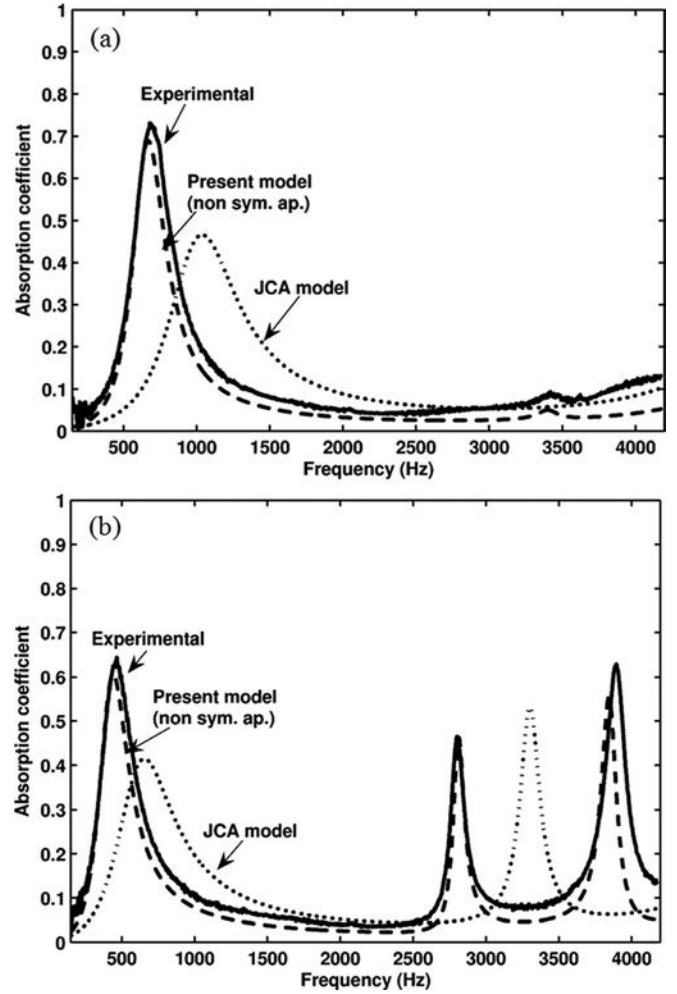 (a)
1
0.9
0.8
0.7
0.6
0.5
0.4
0.3
0.2
0.1
0
Absorption coefficient
Experimental
Present model
(non sym. ap.)
JCA model
500 1000 1500 2000 2500 3000 3500 4000
Frequency (Hz)
(b)
1
0.9
0.8
0.7
0.6
0.5
0.4
0.3
0.2
0.1
0
Absorption coefficient
Experimental
Present model
(non sym. ap.)
JCA model
500 1000 1500 2000 2500 3000 3500 4000
Frequency (Hz)